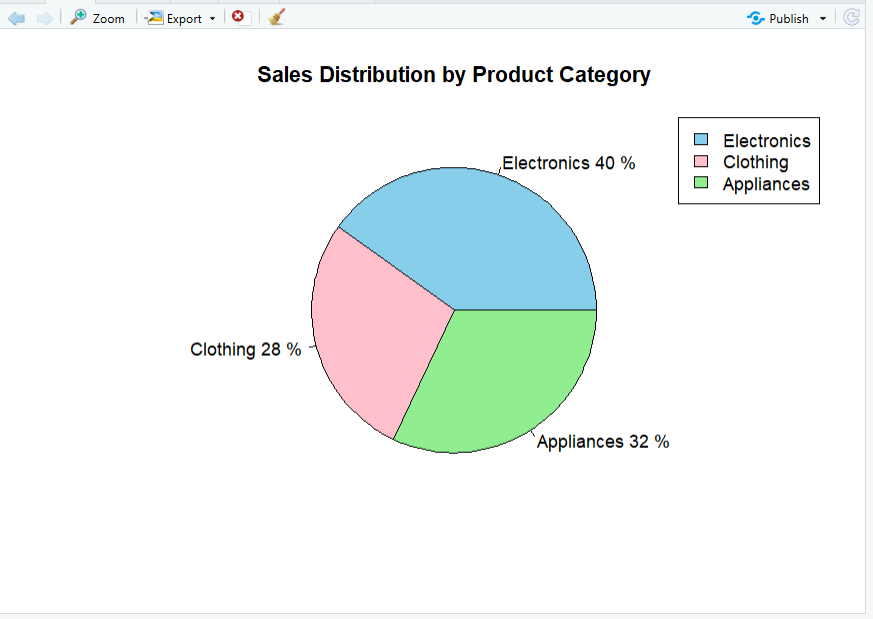 Zoom Export Publish
Sales Distribution by Product Category
Electronics
Clothing
Appliances
Electronics 40 %
Clothing 28 %
Appliances 32 %